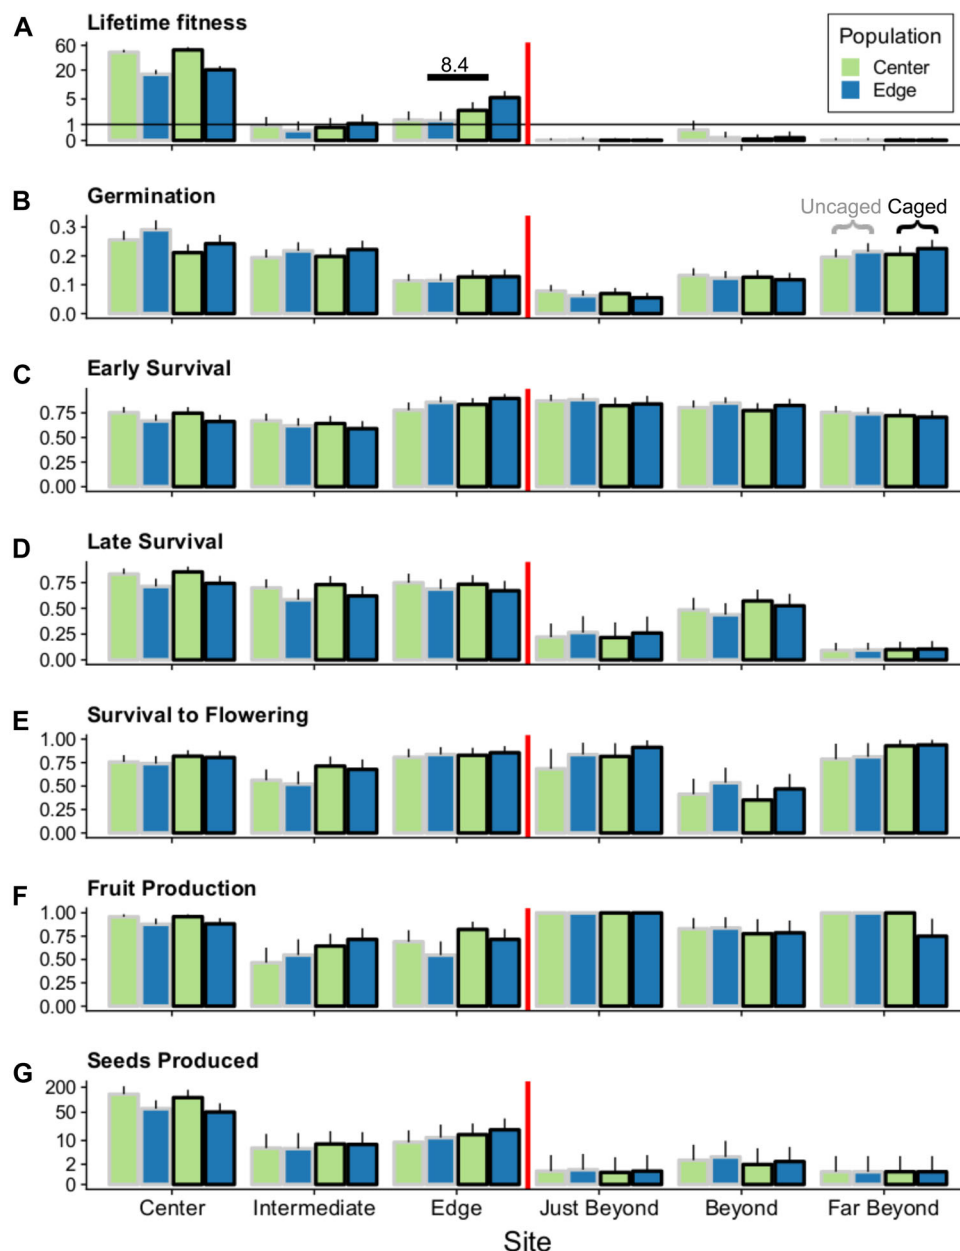 A Lifetime fitness
60
20
5
1
0
8.4
Population
Center
Edge
B Germination
0.3
0.2
0.1
0.0
Uncaged Caged
C Early Survival
0.75
0.50
0.25
0.00
D Late Survival
0.75
0.50
0.25
0.00
E Survival to Flowering
1.00
0.75
0.50
0.25
0.00
F Fruit Production
1.00
0.75
0.50
0.25
0.00
G Seeds Produced
200
50
10
2
0
Center Intermediate Edge Just Beyond Beyond Far Beyond
Site